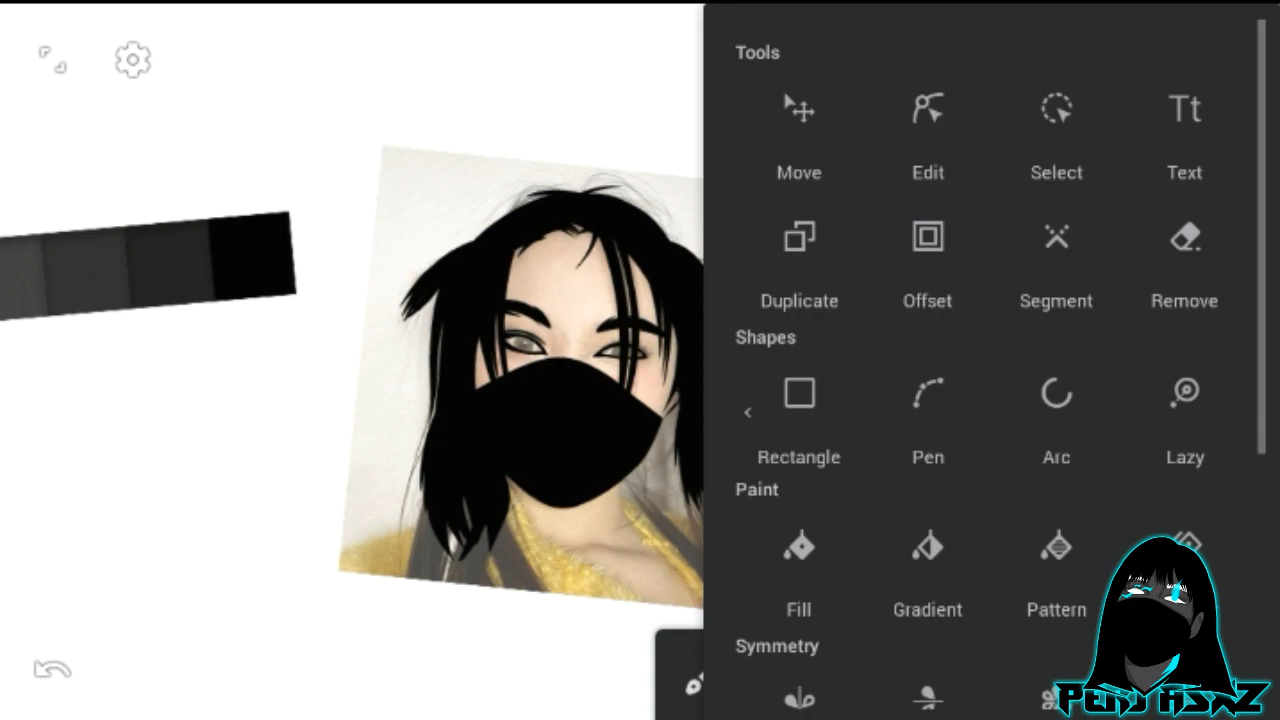 Tools
Move Edit Select Text
Duplicate Offset Segment Remove
Shapes
Rectangle Pen Arc Lazy
Paint
Fill Gradient Pattern
Symmetry